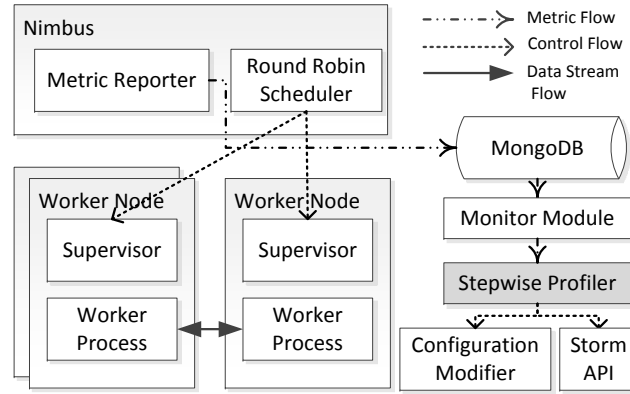 Nimbus
Metric Reporter
Round Robin
Scheduler
Metric Flow
Control Flow
Data Stream
Flow
MongoDB
Worker Node
Supervisor
Worker
Process
Worker Node
Supervisor
Worker
Process
Monitor Module
Stepwise Profiler
Configuration
Modifier
Storm
API